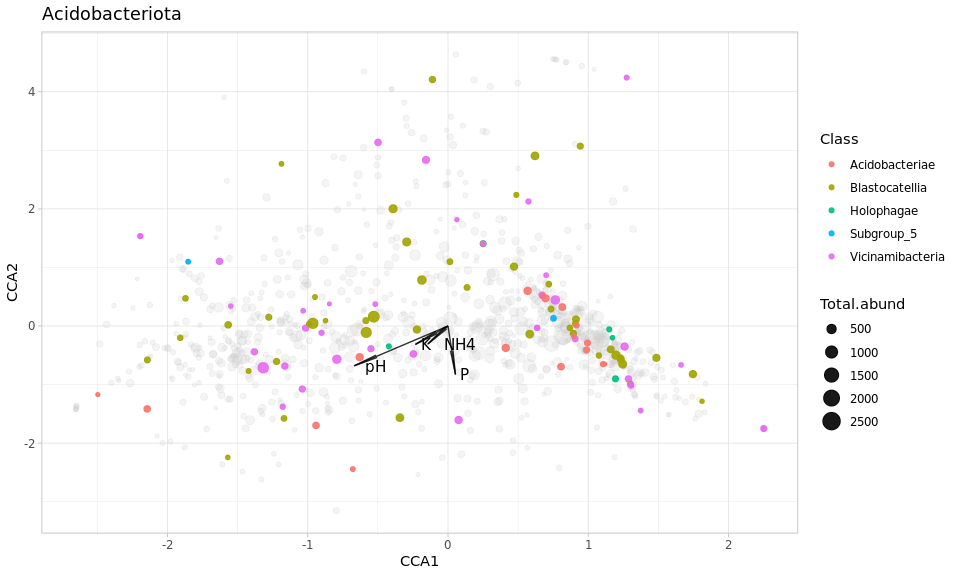 Acidobacteriota
4
2
0
-2
CCA2
K
NH4
pH
P
-2
-1
0
1
2
CCA1
Class
Acidobacteriae
Blastocatellia
Holophagae
Subgroup_5
Vicinamibacteria
Total.abund
500
1000
1500
2000
2500